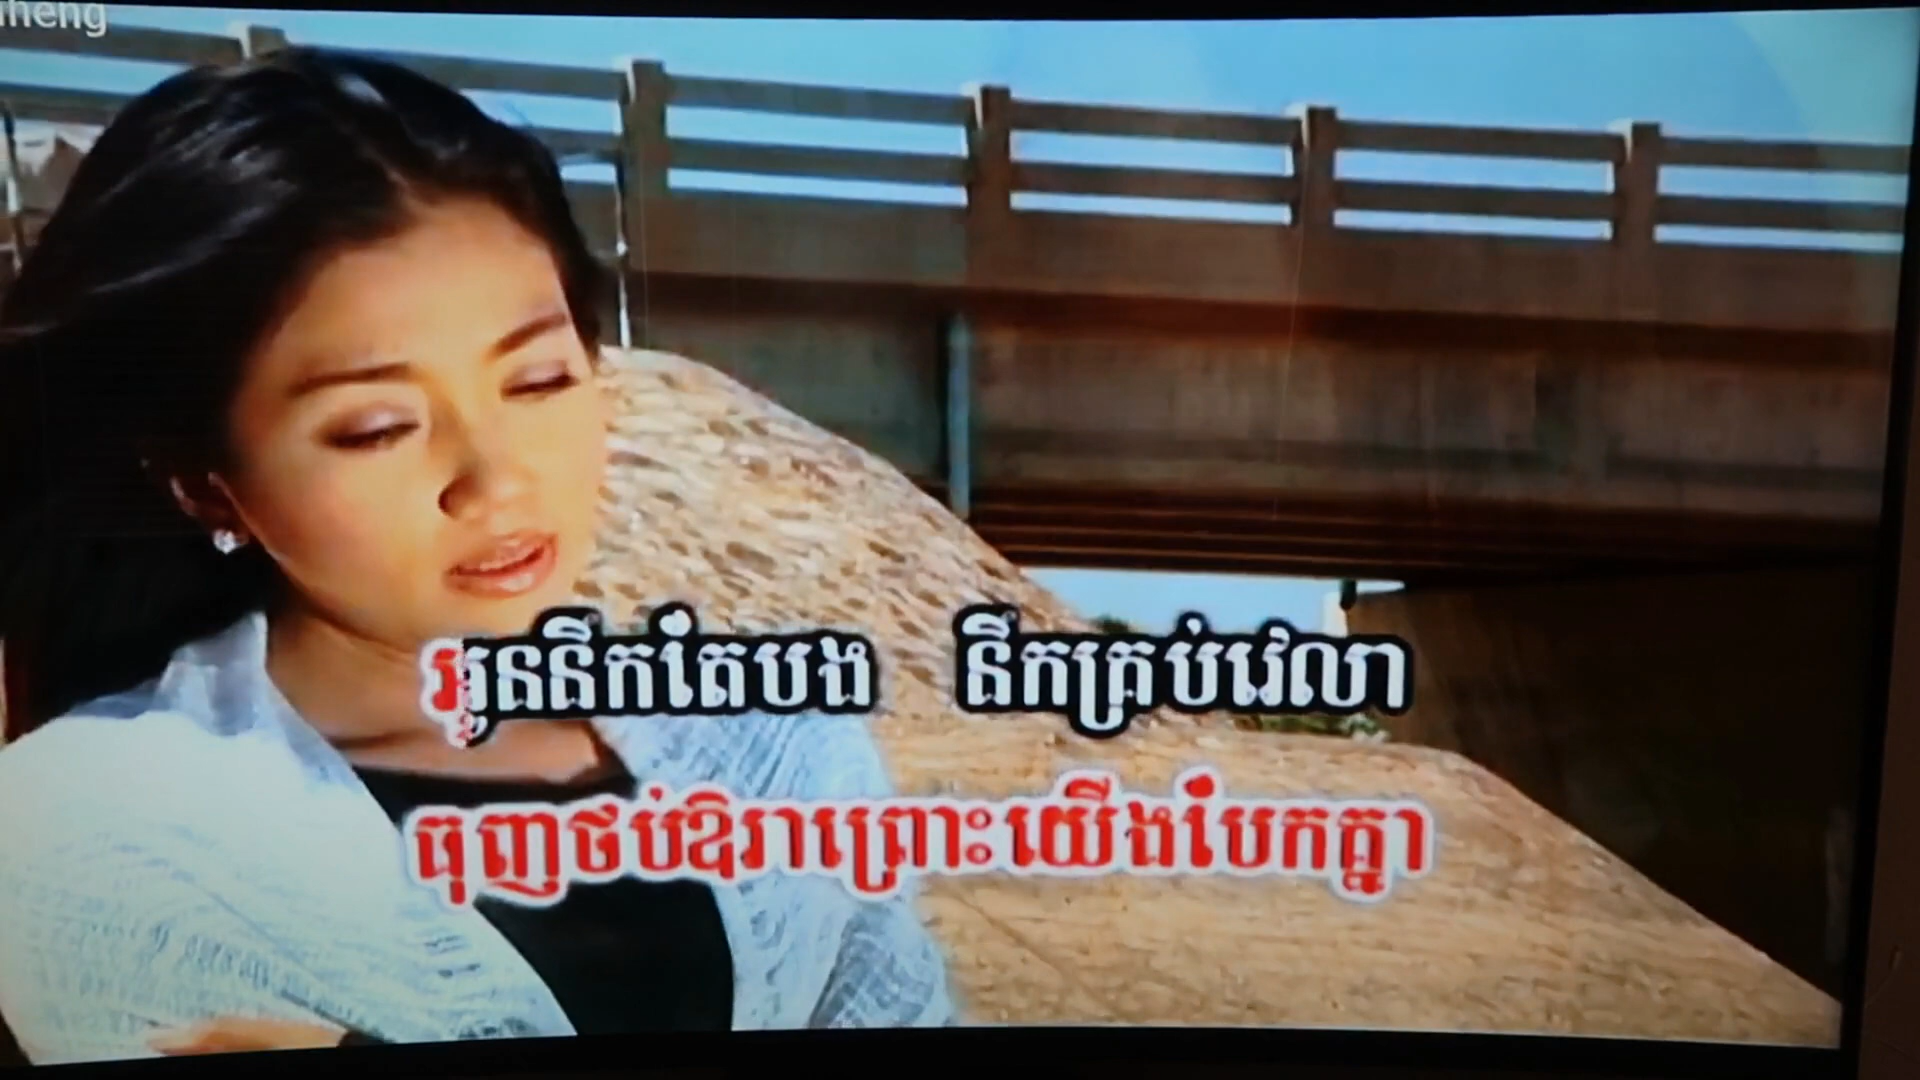 heng
អូននឹកតែបង នឹកគ្រប់វេលា
ធុញថប់ឱរាព្រោះយើងបែកគ្នា